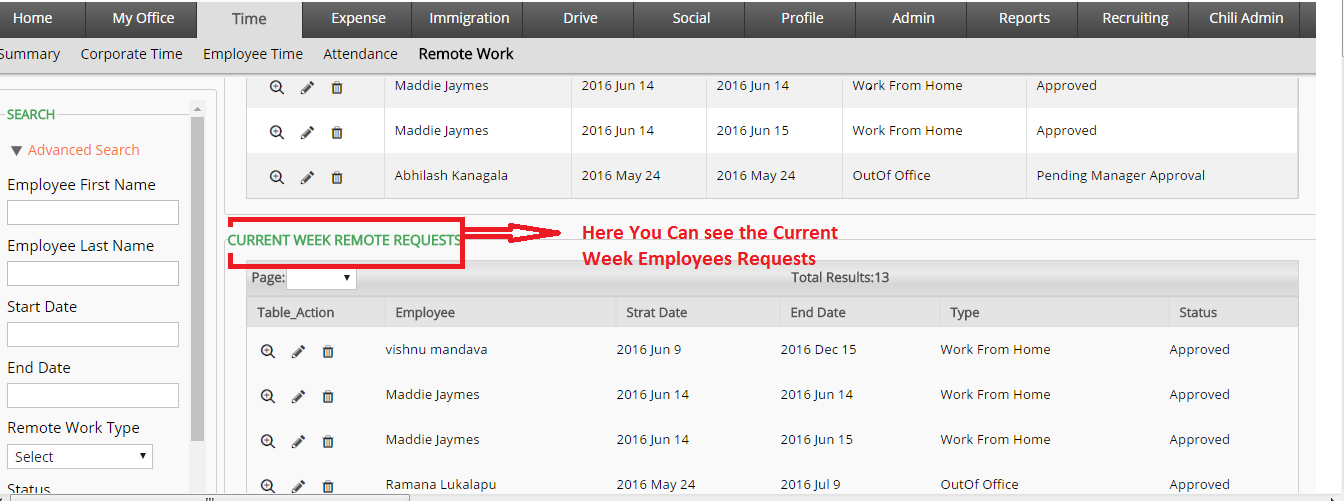 Home My Office Time Expense Immigration Drive Social Profile Admin Reports Recruiting Chili Admin
Summary Corporate Time Employee Time Attendance Remote Work
SEARCH
Advanced Search
Employee First Name
Employee Last Name
Start Date
End Date
Remote Work Type
Select
Status
Maddie Jaymes 2016 Jun 14 2016 Jun 14 Work From Home Approved
Maddie Jaymes 2016 Jun 14 2016 Jun 15 Work From Home Approved
Abhilash Kanagala 2016 May 24 2016 May 24 OutOf Office Pending Manager Approval
CURRENT WEEK REMOTE REQUESTS
Here You Can see the Current
Week Employees Requests
Page: Total Results:13
Table_Action Employee Strat Date End Date Type Status
vishnu mandava 2016 Jun 9 2016 Dec 15 Work From Home Approved
Maddie Jaymes 2016 Jun 14 2016 Jun 14 Work From Home Approved
Maddie Jaymes 2016 Jun 14 2016 Jun 15 Work From Home Approved
Ramana Lukalapu 2016 May 24 2016 Jul 9 OutOf Office Approved